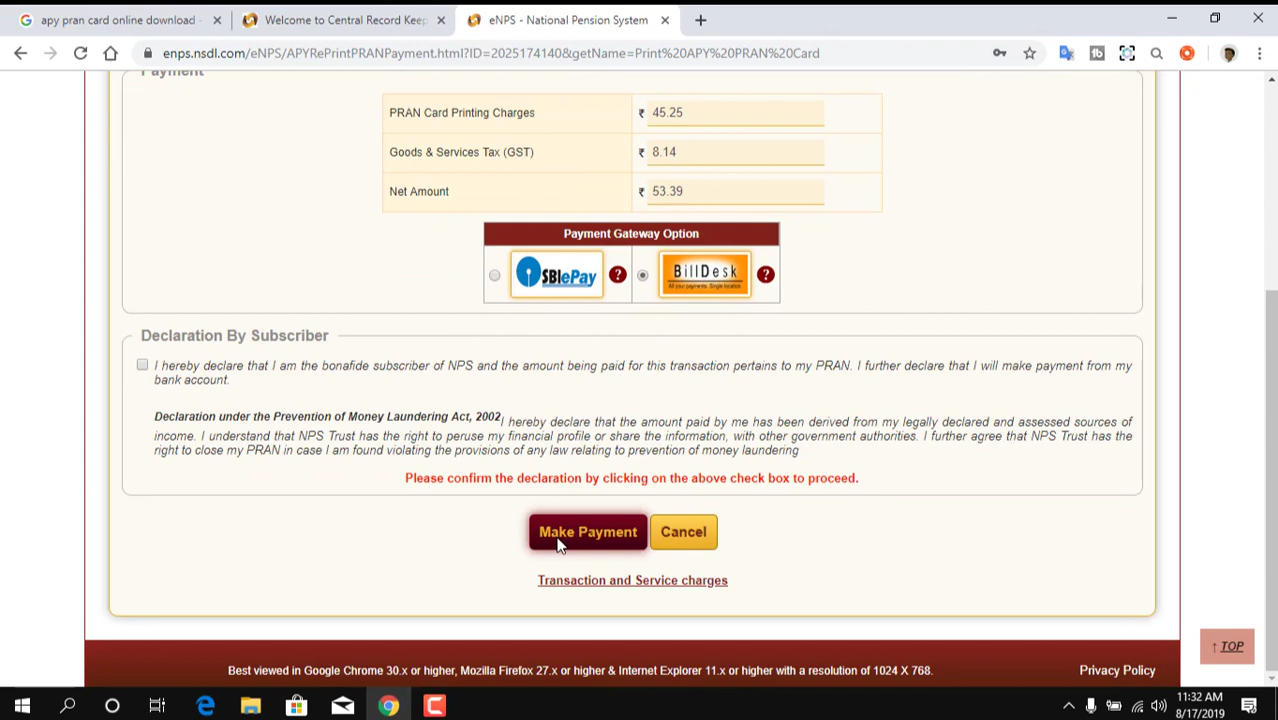 apy pran card online download -
Welcome to Central Record Keep
eNPS - National Pension System
enps.nsdl.com/eNPS/APYRePrintPRANPayment.html?ID=2025174140&getName=Print%20APY%20PRAN%20Card
Payment
PRAN Card Printing Charges ₹ 45.25
Goods & Services Tax (GST) ₹ 8.14
Net Amount ₹ 53.39
Payment Gateway Option
SBIePay ? BillDesk ?
All your payments. Single location
Declaration By Subscriber
I hereby declare that I am the bonafide subscriber of NPS and the amount being paid for this transaction pertains to my PRAN. I further declare that I will make payment from my
bank account.
Declaration under the Prevention of Money Laundering Act, 2002 I hereby declare that the amount paid by me has been derived from my legally declared and assessed sources of
income. I understand that NPS Trust has the right to peruse my financial profile or share the information, with other government authorities. I further agree that NPS Trust has the
right to close my PRAN in case I am found violating the provisions of any law relating to prevention of money laundering
Please confirm the declaration by clicking on the above check box to proceed.
Make Payment Cancel
Transaction and Service charges
↑ TOP
Best viewed in Google Chrome 30.x or higher, Mozilla Firefox 27.x or higher & Internet Explorer 11.x or higher with a resolution of 1024 X 768.
Privacy Policy
11:32 AM
8/17/2019